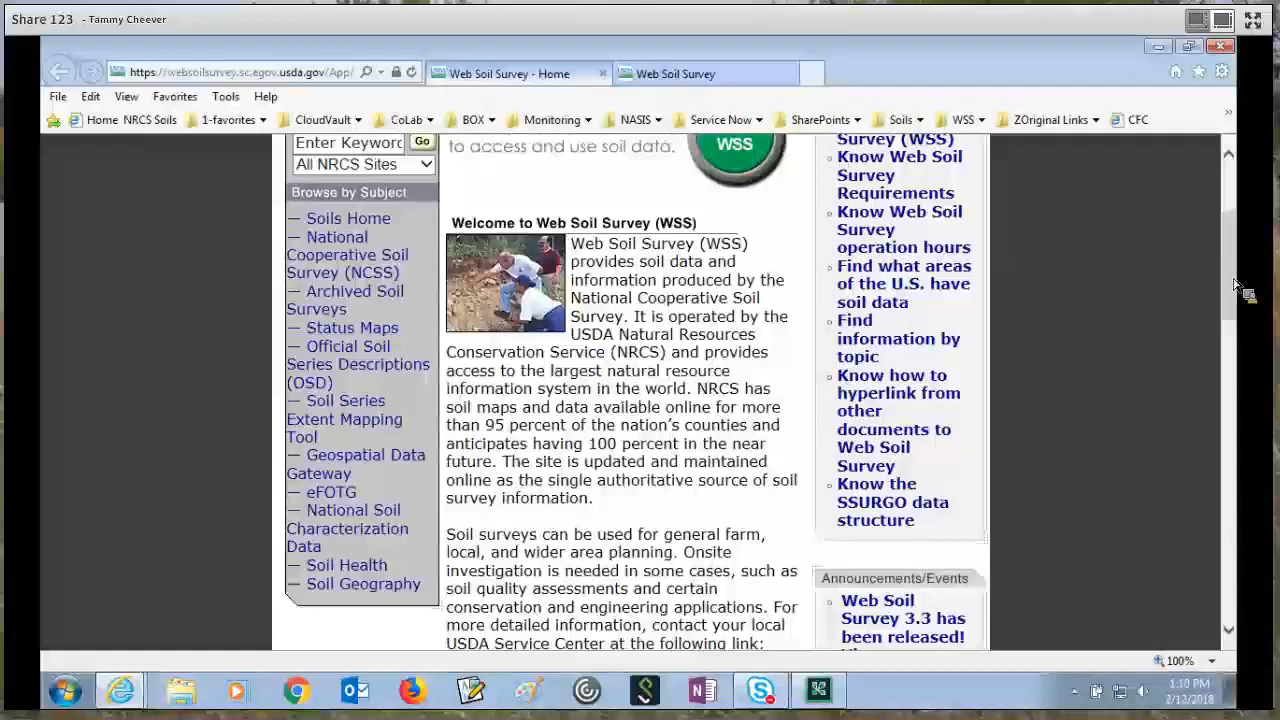 Share 123 - Tammy Cheever
https://websoilsurvey.sc.egov.usda.gov/App/
Web Soil Survey - Home
Web Soil Survey
File Edit View Favorites Tools Help
Home NRCS Soils 1-favorites CloudVault CoLab BOX Monitoring NASIS Service Now SharePoints Soils WSS ZOriginal Links CFC
Enter Keyword Go
All NRCS Sites
Browse by Subject
— Soils Home
— National
Cooperative Soil
Survey (NCSS)
— Archived Soil
Surveys
— Status Maps
— Official Soil
Series Descriptions
(OSD)
— Soil Series
Extent Mapping
Tool
— Geospatial Data
Gateway
— eFOTG
— National Soil
Characterization
Data
— Soil Health
— Soil Geography
to access and use soil data.
WSS
Welcome to Web Soil Survey (WSS)
Web Soil Survey (WSS)
provides soil data and
information produced by the
National Cooperative Soil
Survey. It is operated by the
USDA Natural Resources
Conservation Service (NRCS) and provides
access to the largest natural resource
information system in the world. NRCS has
soil maps and data available online for more
than 95 percent of the nation's counties and
anticipates having 100 percent in the near
future. The site is updated and maintained
online as the single authoritative source of soil
survey information.
Soil surveys can be used for general farm,
local, and wider area planning. Onsite
investigation is needed in some cases, such as
soil quality assessments and certain
conservation and engineering applications. For
more detailed information, contact your local
USDA Service Center at the following link:
Survey (WSS)
Know Web Soil
Survey
Requirements
Know Web Soil
Survey
operation hours
Find what areas
of the U.S. have
soil data
Find
information by
topic
Know how to
hyperlink from
other
documents to
Web Soil
Survey
Know the
SSURGO data
structure
Announcements/Events
Web Soil
Survey 3.3 has
been released!
100%
1:10 PM
2/12/2018